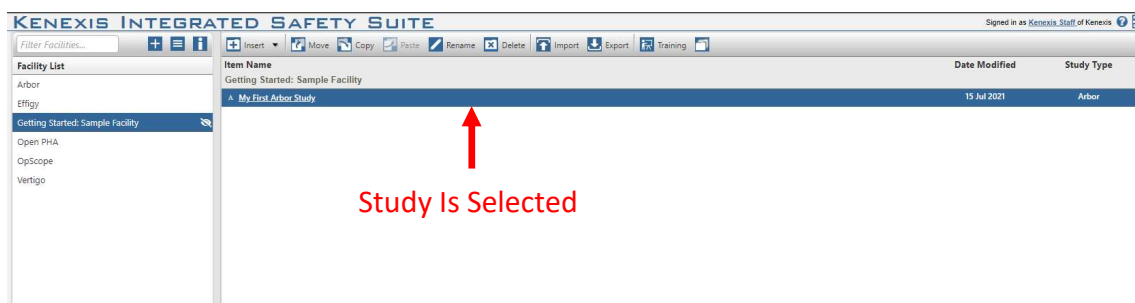 KENEXIS INTEGRATED SAFETY SUITE
Signed in as Kenexis Staff of Kenexis
Filter Facilities...
Insert Move Copy Paste Rename Delete Import Export Training
Facility List
Item Name Date Modified Study Type
Getting Started: Sample Facility
Arbor
Effigy
Getting Started: Sample Facility
Open PHA
OpScope
Vertigo
A My First Arbor Study 15 Jul 2021 Arbor
Study Is Selected